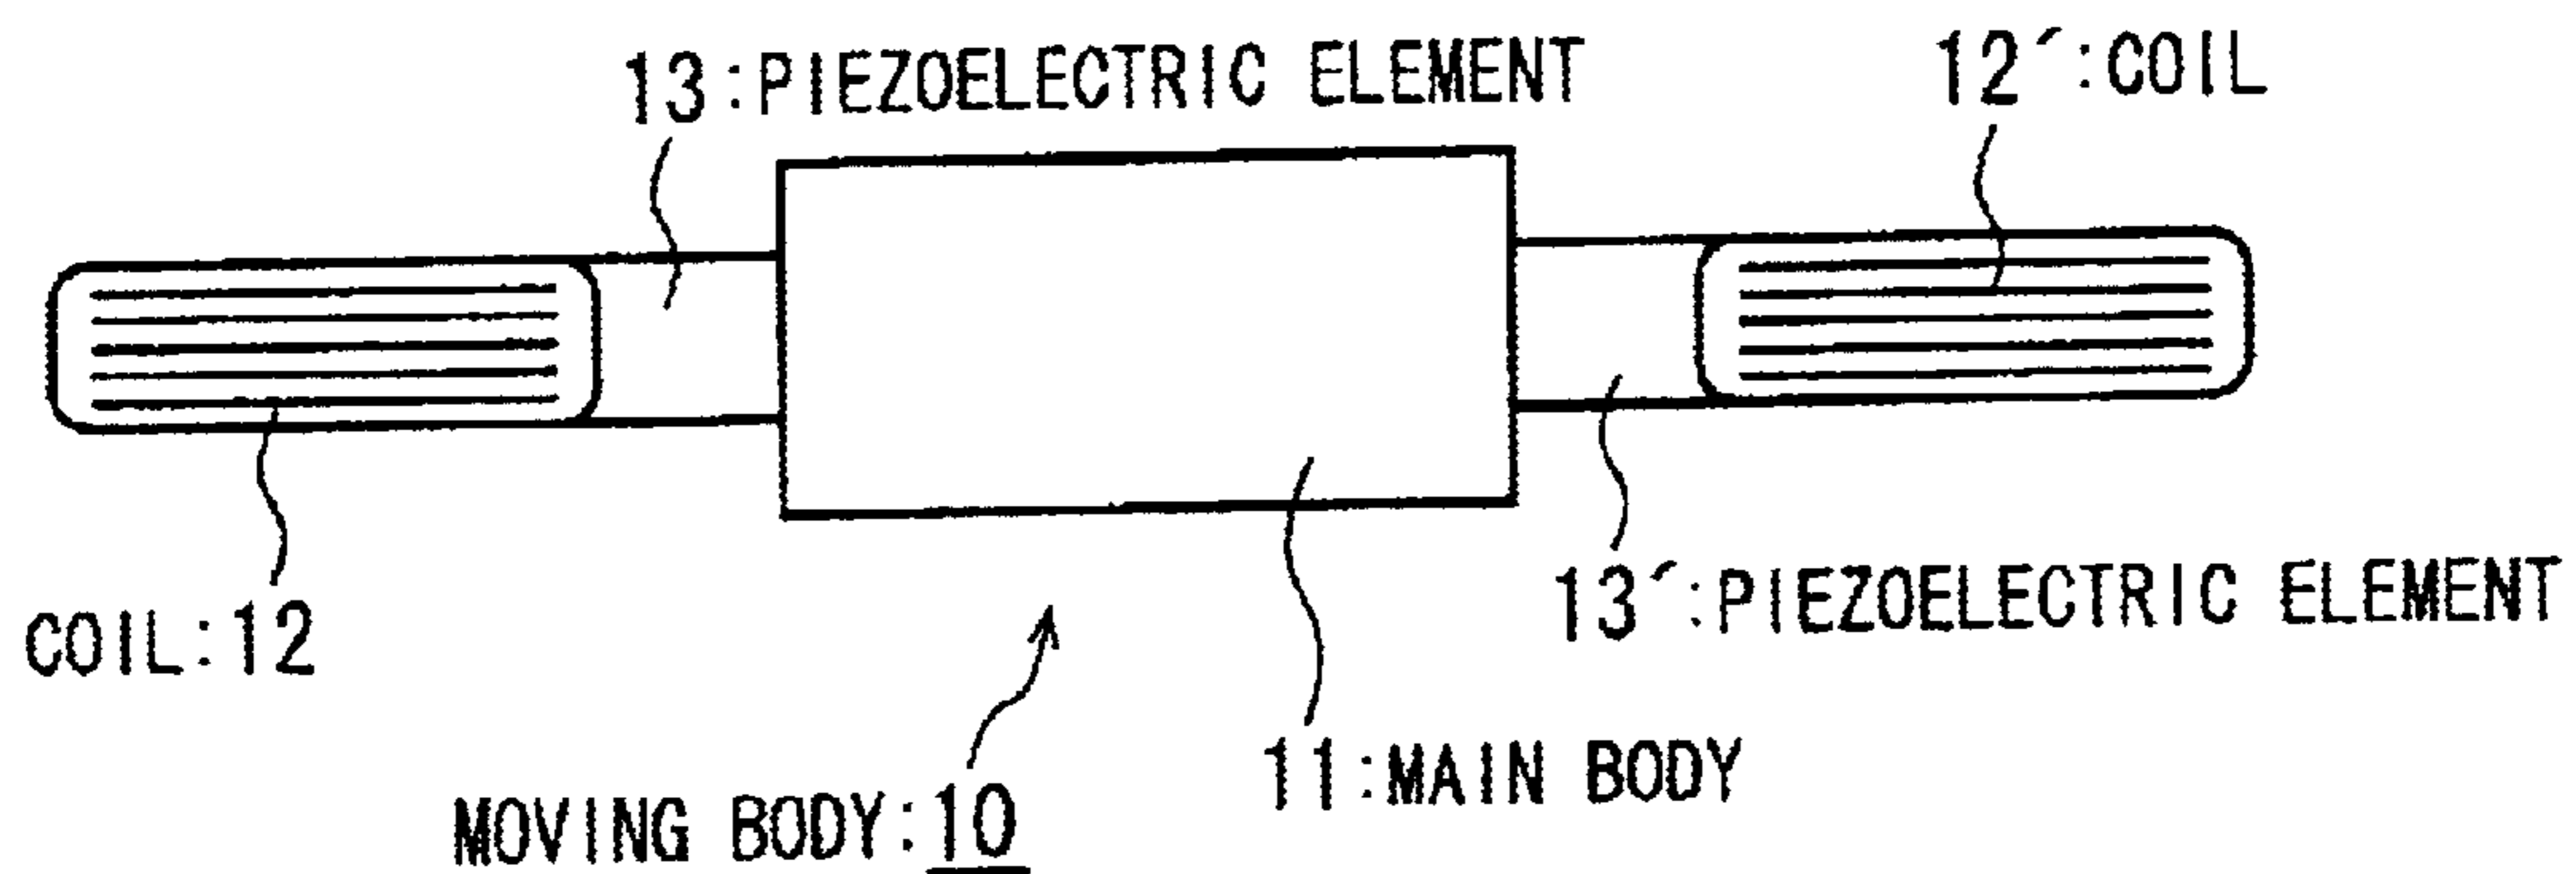 13:PIEZOELECTRIC ELEMENT
12´:COIL
COIL:12
13´:PIEZOELECTRIC ELEMENT
11:MAIN BODY
MOVING BODY:10